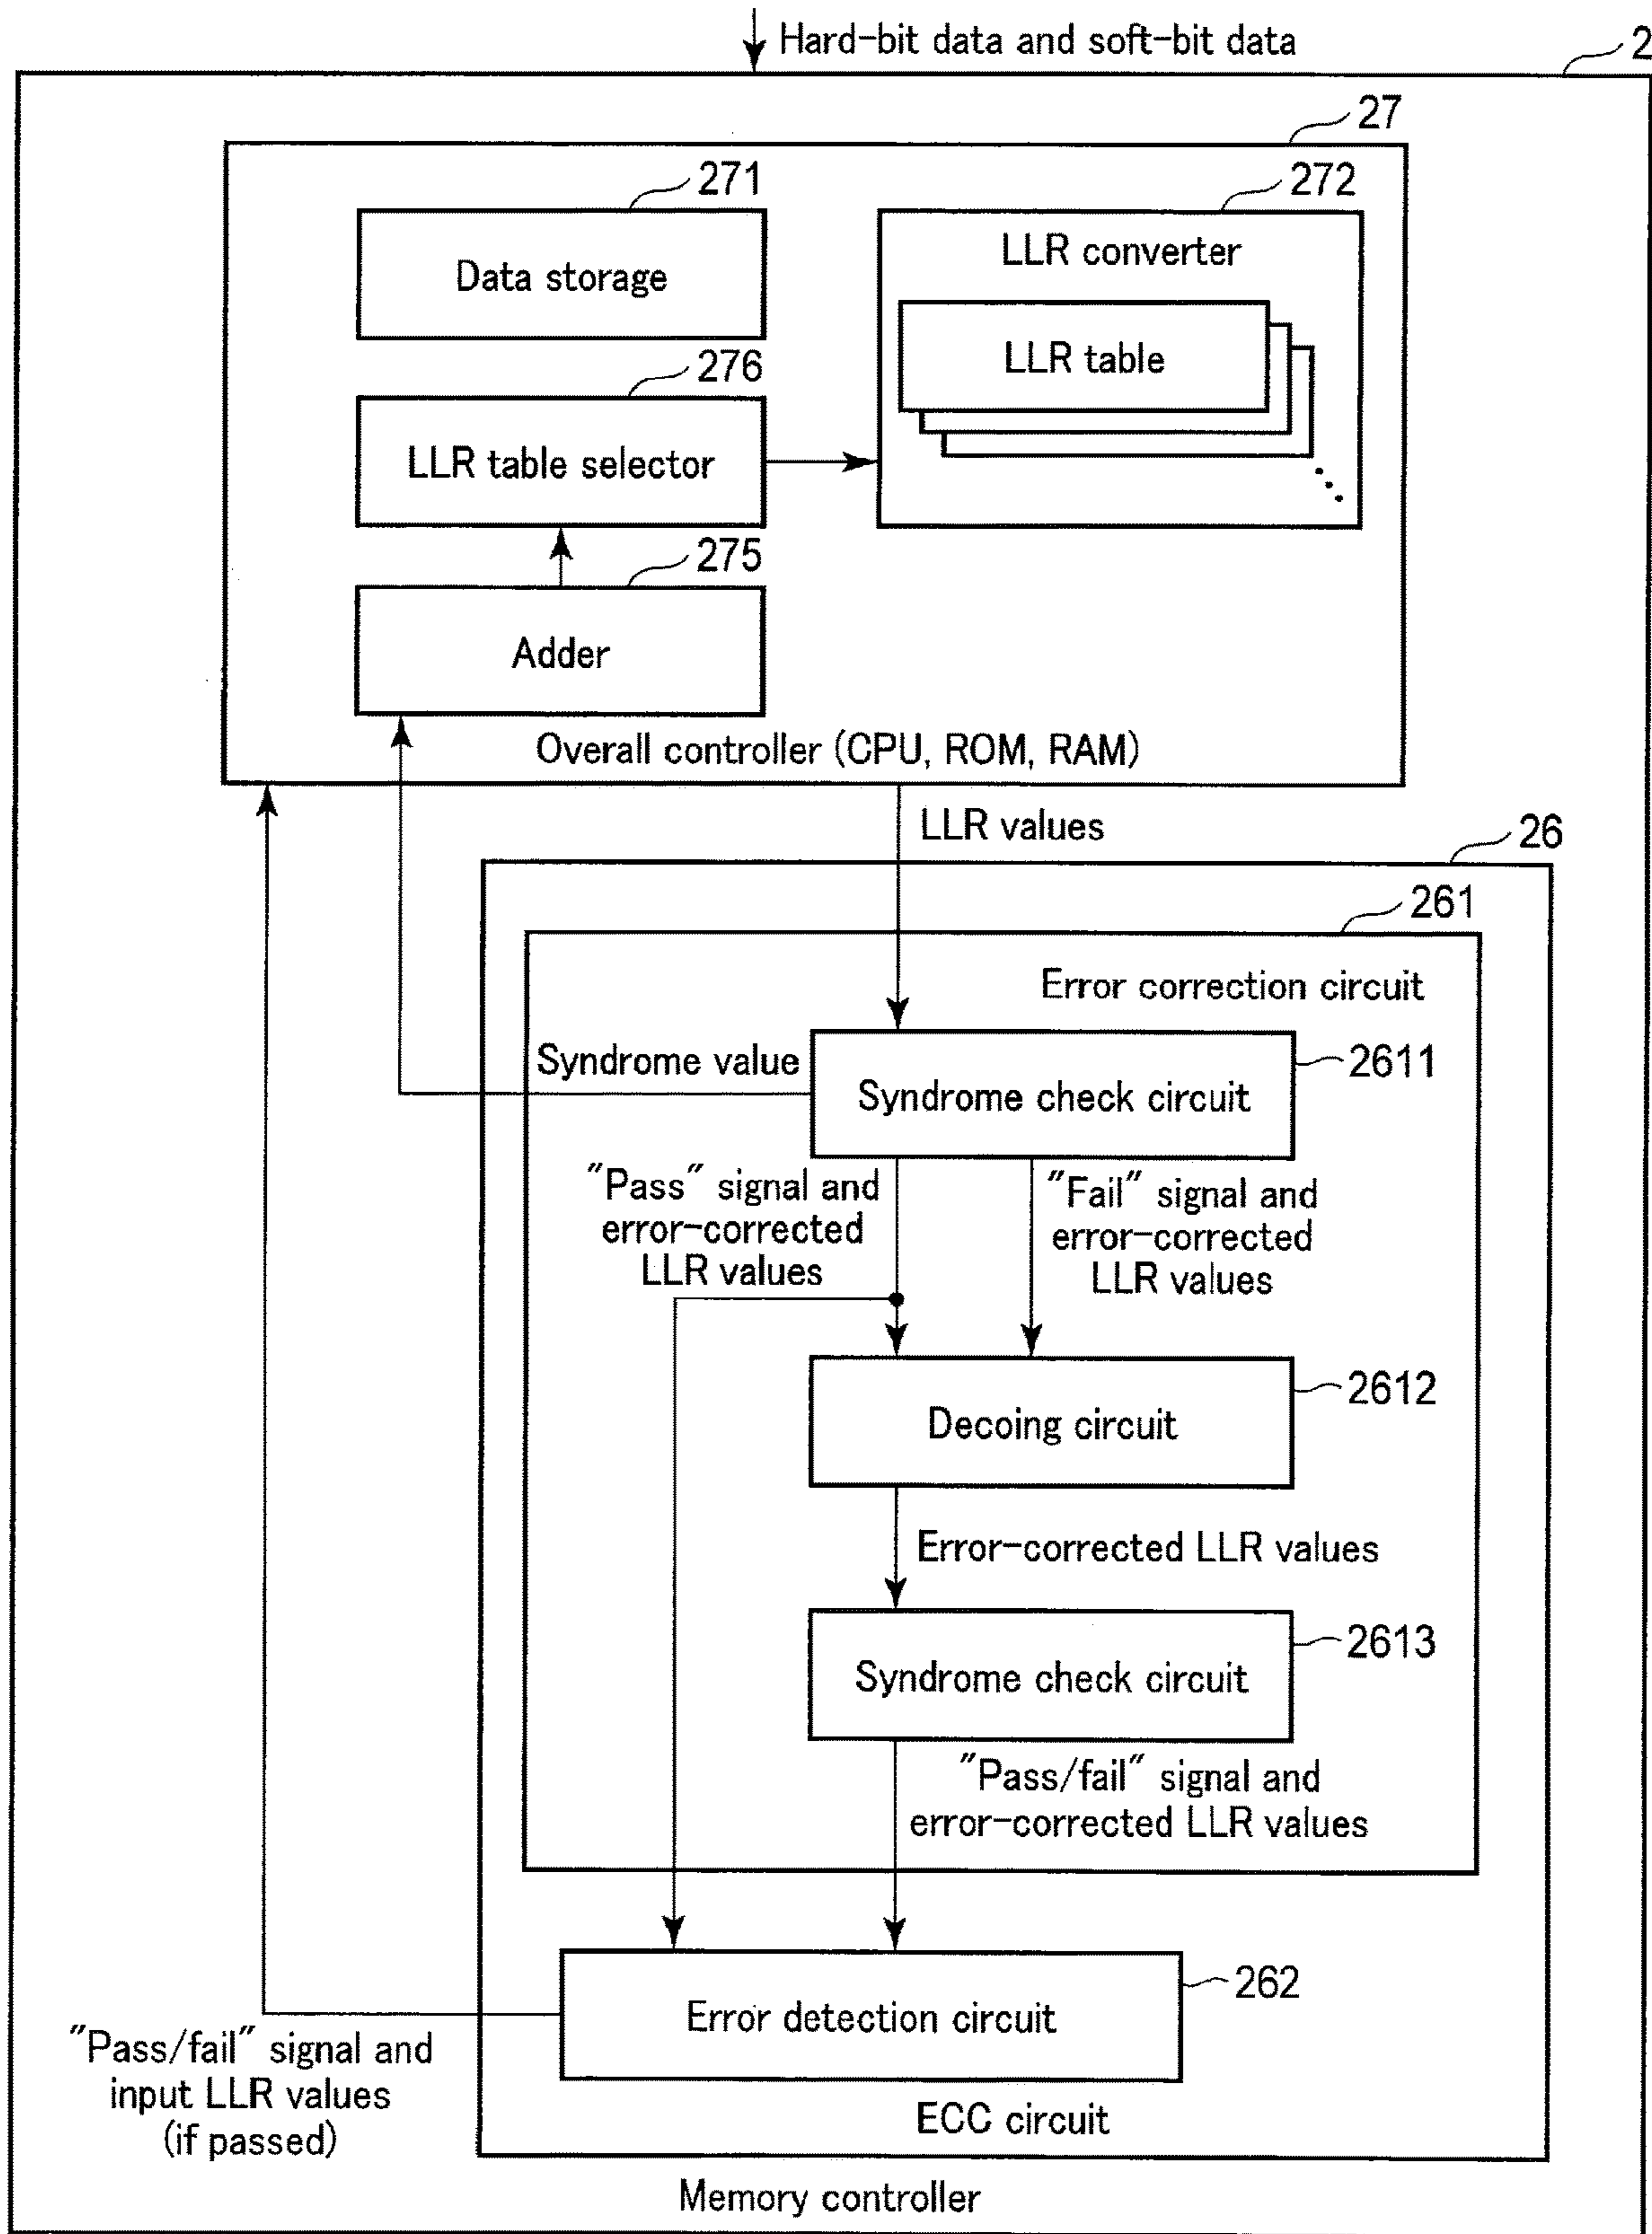 Hard-bit data and soft-bit data
2
27
271
Data storage
272
LLR converter
LLR table
276
LLR table selector
275
Adder
Overall controller (CPU, ROM, RAM)
LLR values
26
261
Error correction circuit
Syndrome value
2611
Syndrome check circuit
"Pass" signal and
error-corrected
LLR values
"Fail" signal and
error-corrected
LLR values
2612
Decoing circuit
Error-corrected LLR values
2613
Syndrome check circuit
"Pass/fail" signal and
error-corrected LLR values
262
Error detection circuit
"Pass/fail" signal and
input LLR values
(if passed)
ECC circuit
Memory controller